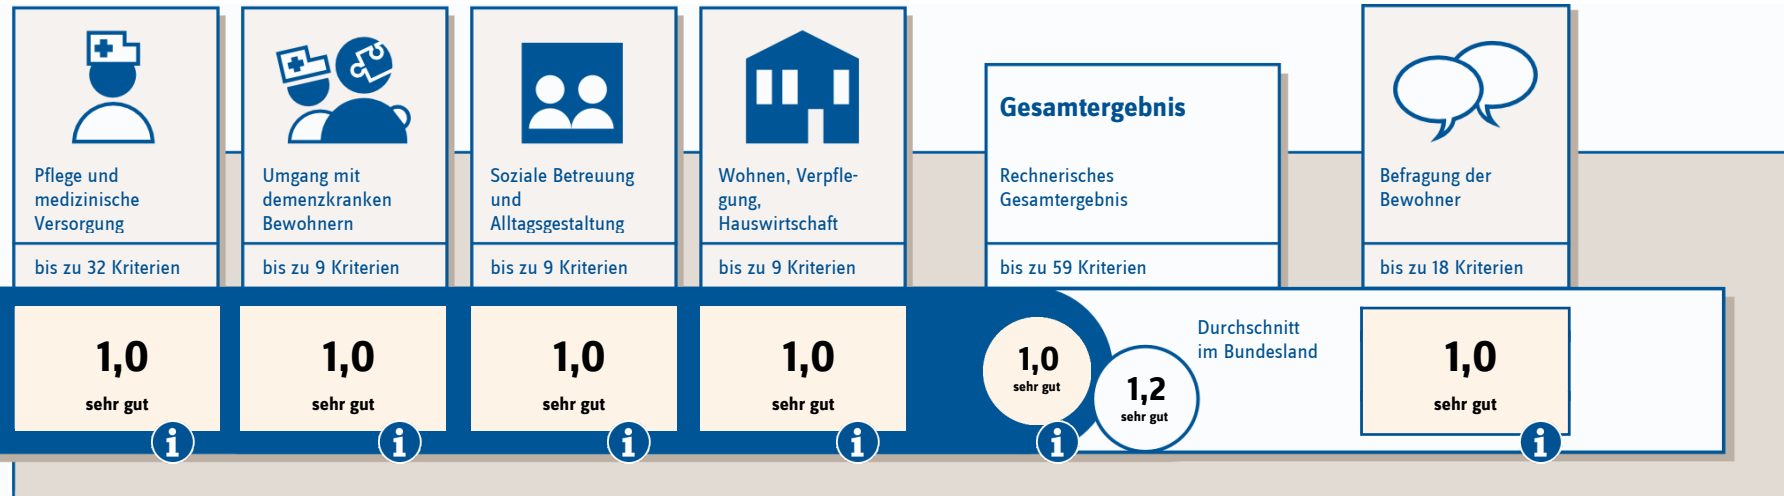 Pflege und
medizinische
Versorgung
bis zu 32 Kriterien
1,0
sehr gut
i
Umgang mit
demenzkranken
Bewohnern
bis zu 9 Kriterien
1,0
sehr gut
i
Soziale Betreuung
und
Alltagsgestaltung
bis zu 9 Kriterien
1,0
sehr gut
i
Wohnen, Verpfle-
gung,
Hauswirtschaft
bis zu 9 Kriterien
1,0
sehr gut
i
Gesamtergebnis
Rechnerisches
Gesamtergebnis
bis zu 59 Kriterien
1,0
sehr gut
i
1,2
sehr gut
Durchschnitt
im Bundesland
Befragung der
Bewohner
bis zu 18 Kriterien
1,0
sehr gut
i